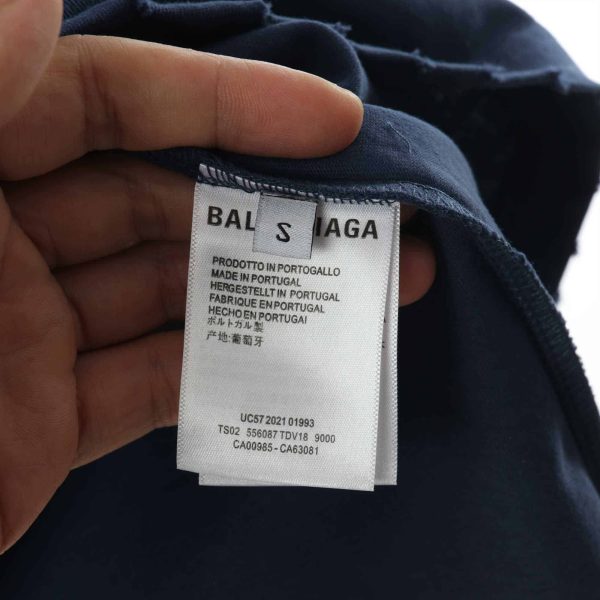 BAL IAGA
S
PRODOTTO IN PORTOGALLO
MADE IN PORTUGAL
HERGESTELLT IN PORTUGAL
FABRIQUE EN PORTUGAL
HECHO EN PORTUGAL
ポルトガル製
产地:葡萄牙
UC57 2021 01993
TS02 556087 TDV18 9000
CA00985-CA63081